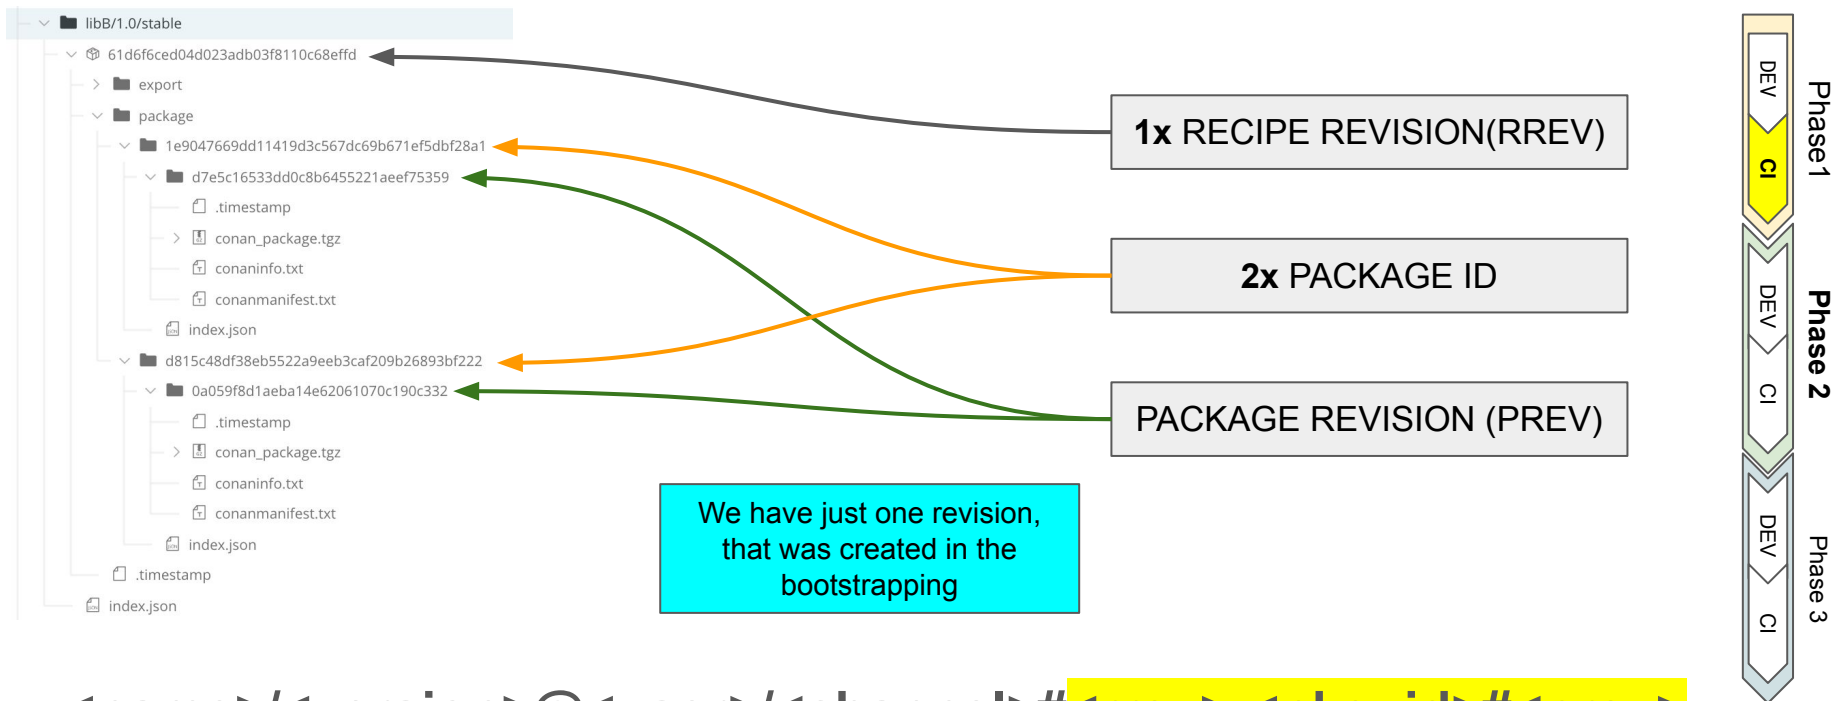 libB/1.0/stable
61d6f6ced04d023adb03f8110c68effd
export
package
1e9047669dd11419d3c567dc69b671ef5dbf28a1
d7e5c16533dd0c8b6455221aeef75359
.timestamp
conan_package.tgz
conaninfo.txt
conanmanifest.txt
index.json
d815c48df38eb5522a9eeb3caf209b26893bf222
0a059f8d1aeba14e62061070c190c332
.timestamp
conan_package.tgz
conaninfo.txt
conanmanifest.txt
index.json
.timestamp
index.json
1x RECIPE REVISION(RREV)
2x PACKAGE ID
PACKAGE REVISION (PREV)
We have just one revision,
that was created in the
bootstrapping
DEV
CI
Phase1
DEV
CI
Phase 2
DEV
CI
Phase 3